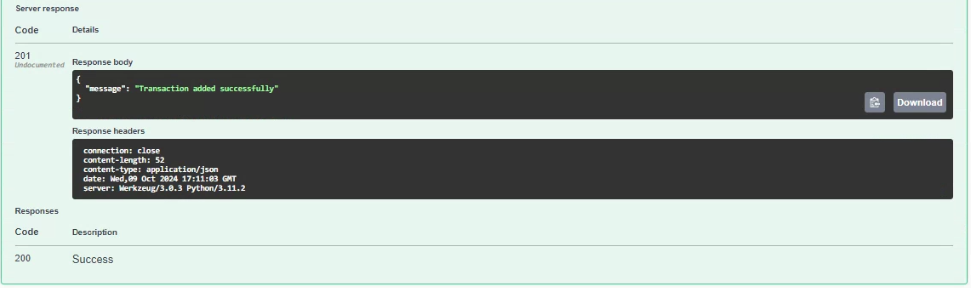 Server response
Code Details
201
Undocumented
Response body
{
"message": "Transaction added successfully"
}
Download
Response headers
connection: close
content-length: 52
content-type: application/json
date: Wed,09 Oct 2024 17:11:03 GMT
server: Werkzeug/3.0.3 Python/3.11.2
Responses
Code Description
200 Success